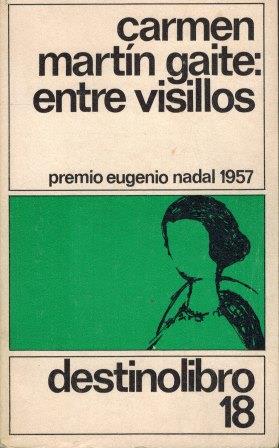 carmen
martín gaite:
entre visillos
premio eugenio nadal 1957
destinolibro
18